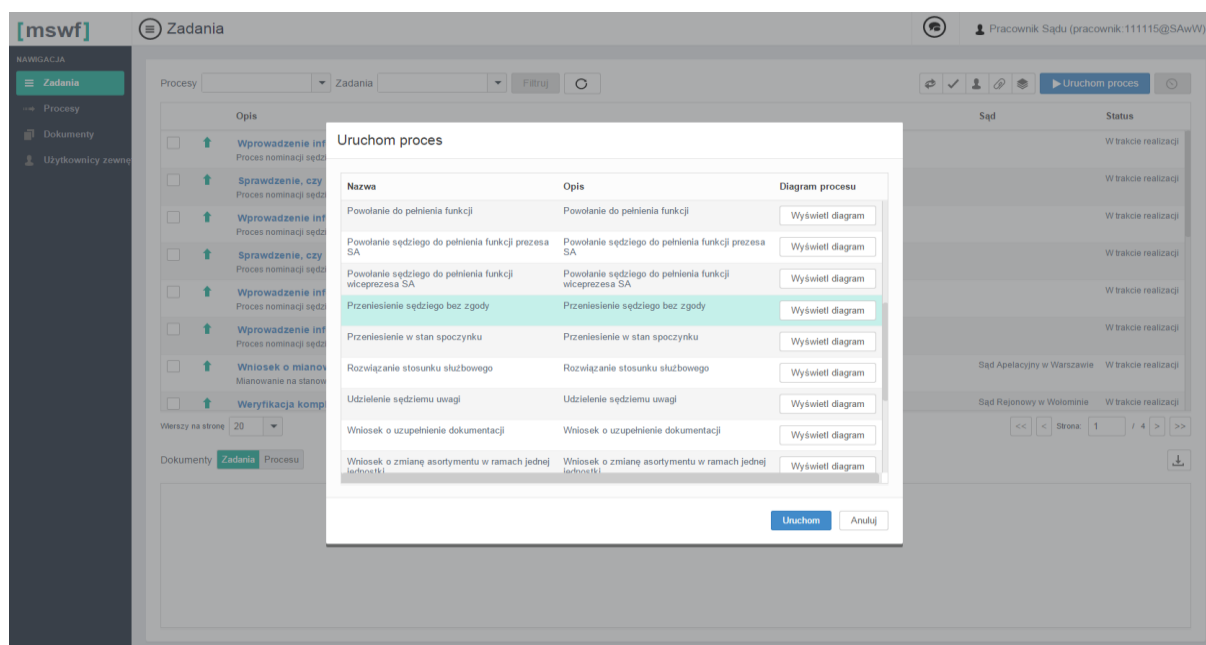 [mswf]
Zadania
Pracownik Sądu (pracownik:111115@SAwW)
NAWIGACJA
Zadania
Procesy
Dokumenty
Użytkownicy zewnę
Procesy Zadania Filtruj Uruchom proces
Opis Sąd Status
Wprowadzenie inf W trakcie realizacji
Proces nominacji sędzi
Sprawdzenie, czy W trakcie realizacji
Proces nominacji sędzi
Wprowadzenie inf W trakcie realizacji
Proces nominacji sędzi
Sprawdzenie, czy W trakcie realizacji
Proces nominacji sędzi
Wprowadzenie inf W trakcie realizacji
Proces nominacji sędzi
Wprowadzenie inf W trakcie realizacji
Proces nominacji sędzi
Wniosek o mianow Sąd Apelacyjny w Warszawie W trakcie realizacji
Mianowanie na stanow
Weryfikacja kompl Sąd Rejonowy w Wołominie W trakcie realizacji
Wierszy na stronę 20 << < Strona: 1 / 4 > >>
Dokumenty Zadania Procesu
Uruchom proces
Nazwa Opis Diagram procesu
Powołanie do pełnienia funkcji Powołanie do pełnienia funkcji Wyświetl diagram
Powołanie sędziego do pełnienia funkcji prezesa Powołanie sędziego do pełnienia funkcji prezesa Wyświetl diagram
SA SA
Powołanie sędziego do pełnienia funkcji Powołanie sędziego do pełnienia funkcji Wyświetl diagram
wiceprezesa SA wiceprezesa SA
Przeniesienie sędziego bez zgody Przeniesienie sędziego bez zgody Wyświetl diagram
Przeniesienie w stan spoczynku Przeniesienie w stan spoczynku Wyświetl diagram
Rozwiązanie stosunku służbowego Rozwiązanie stosunku służbowego Wyświetl diagram
Udzielenie sędziemu uwagi Udzielenie sędziemu uwagi Wyświetl diagram
Wniosek o uzupełnienie dokumentacji Wniosek o uzupełnienie dokumentacji Wyświetl diagram
Wniosek o zmianę asortymentu w ramach jednej Wniosek o zmianę asortymentu w ramach jednej Wyświetl diagram
jednostki jednostki
Uruchom Anuluj